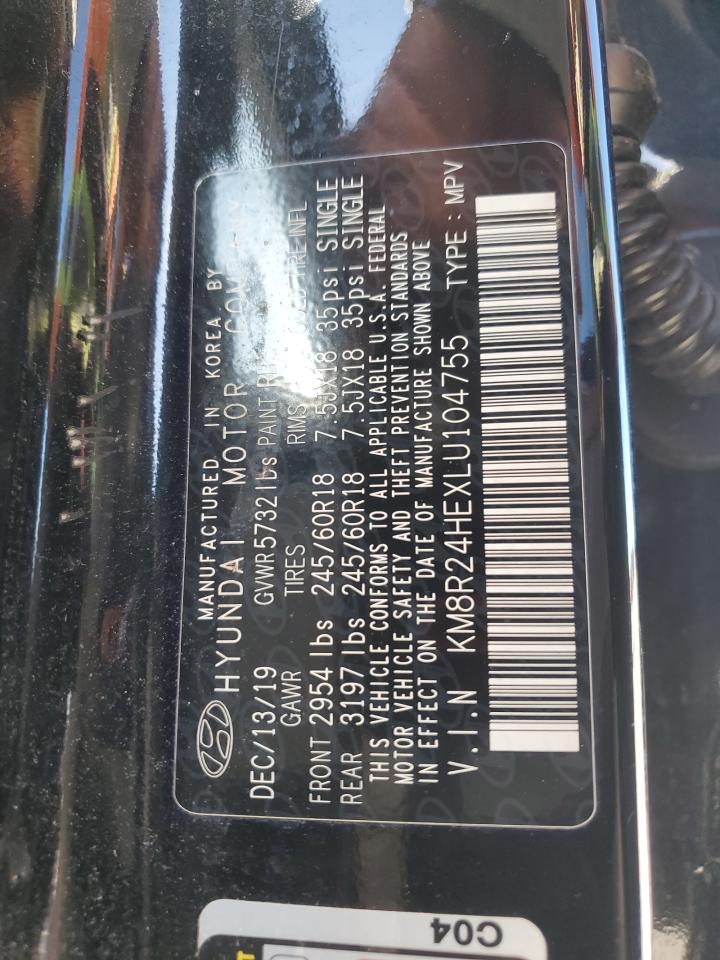 MANUFACTURED IN KOREA BY
HYUNDAI MOTOR
DEC/13/19 GVWR 5732 lbs PAINT
GAWR TIRES RIMS INFL
FRONT 2954 lbs 245/60R18 7.5JX18 35psi SINGLE
REAR 3197 lbs 245/60R18 7.5JX18 35psi SINGLE
THIS VEHICLE CONFORMS TO ALL APPLICABLE U.S.A. FEDERAL
MOTOR VEHICLE SAFETY AND THEFT PREVENTION STANDARDS
IN EFFECT ON THE DATE OF MANUFACTURE SHOWN ABOVE
V.I.N KM8R24HEXLU104755 TYPE : MPV
C04